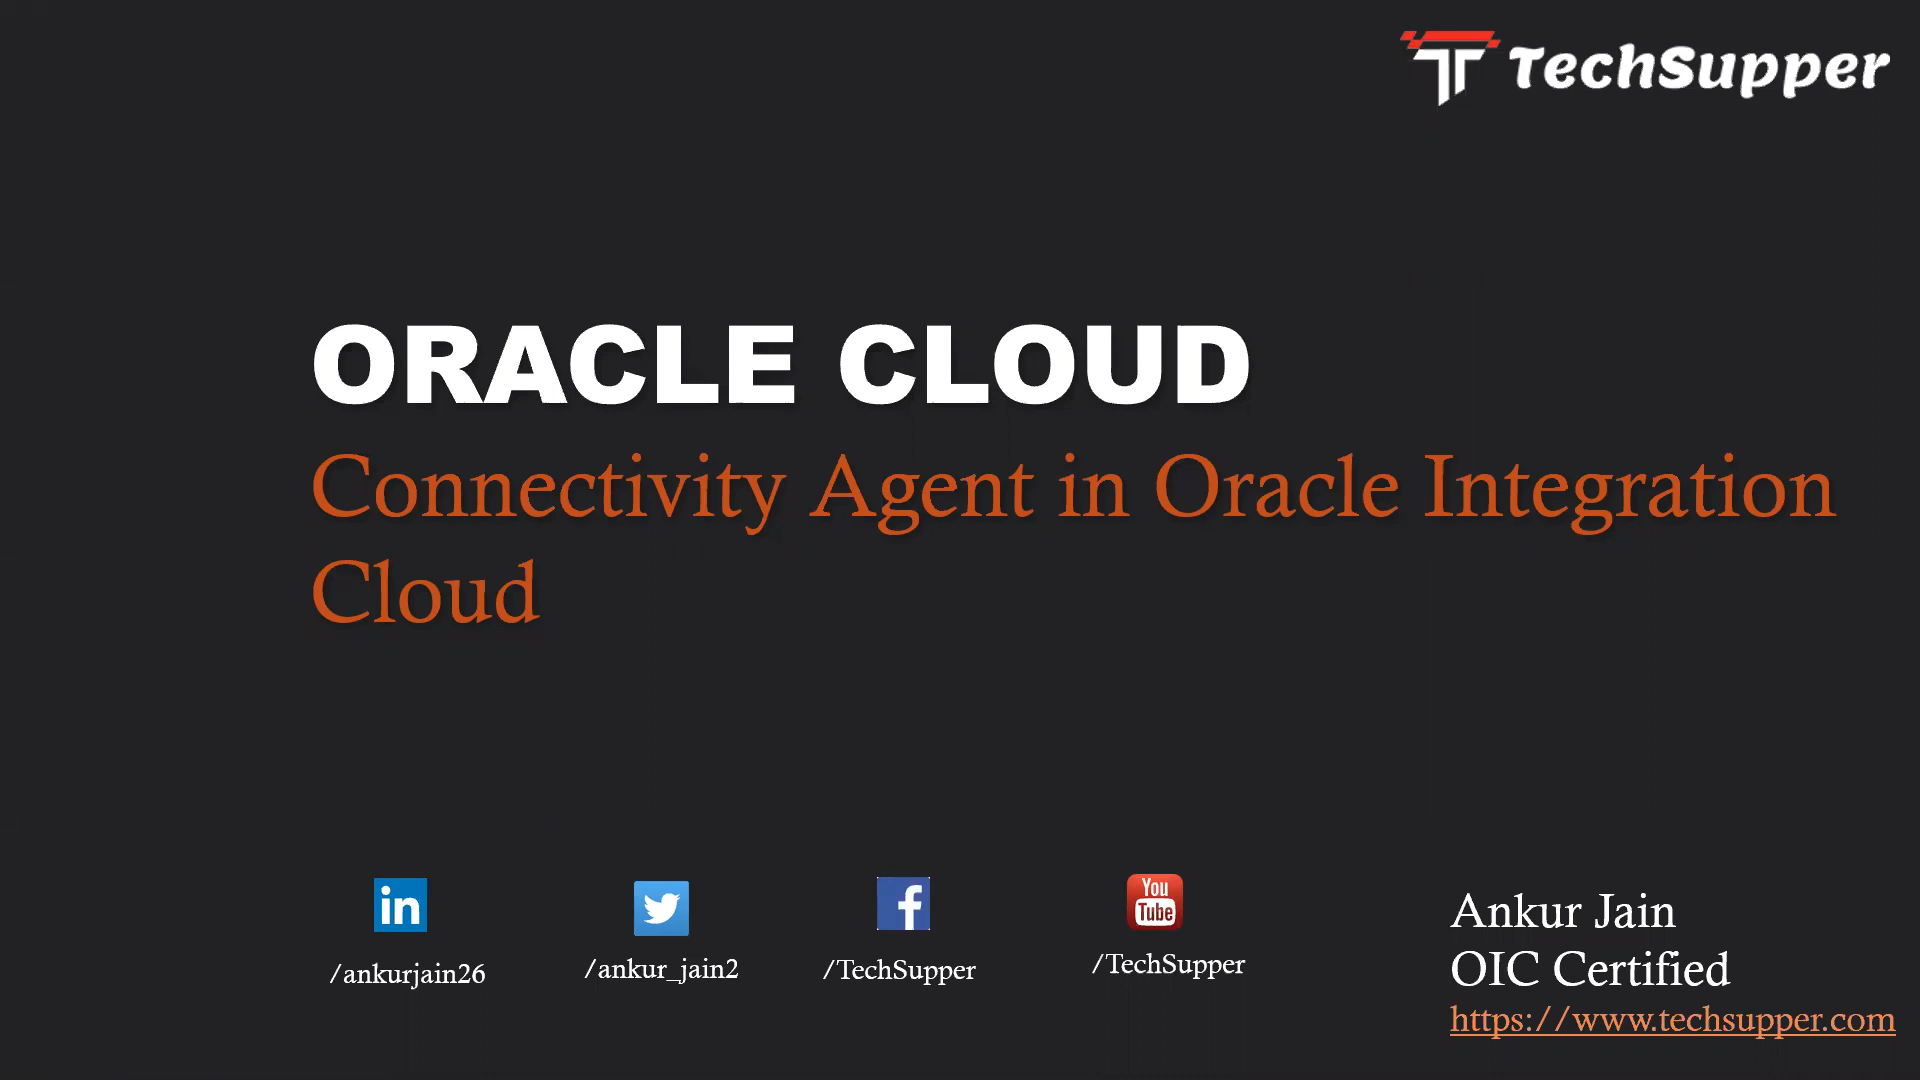 TechSupper
ORACLE CLOUD
Connectivity Agent in Oracle Integration
Cloud
in
You
Tube
/ankurjain26
/ankur_jain2
/TechSupper
/TechSupper
Ankur Jain
OIC Certified
https://www.techsupper.com